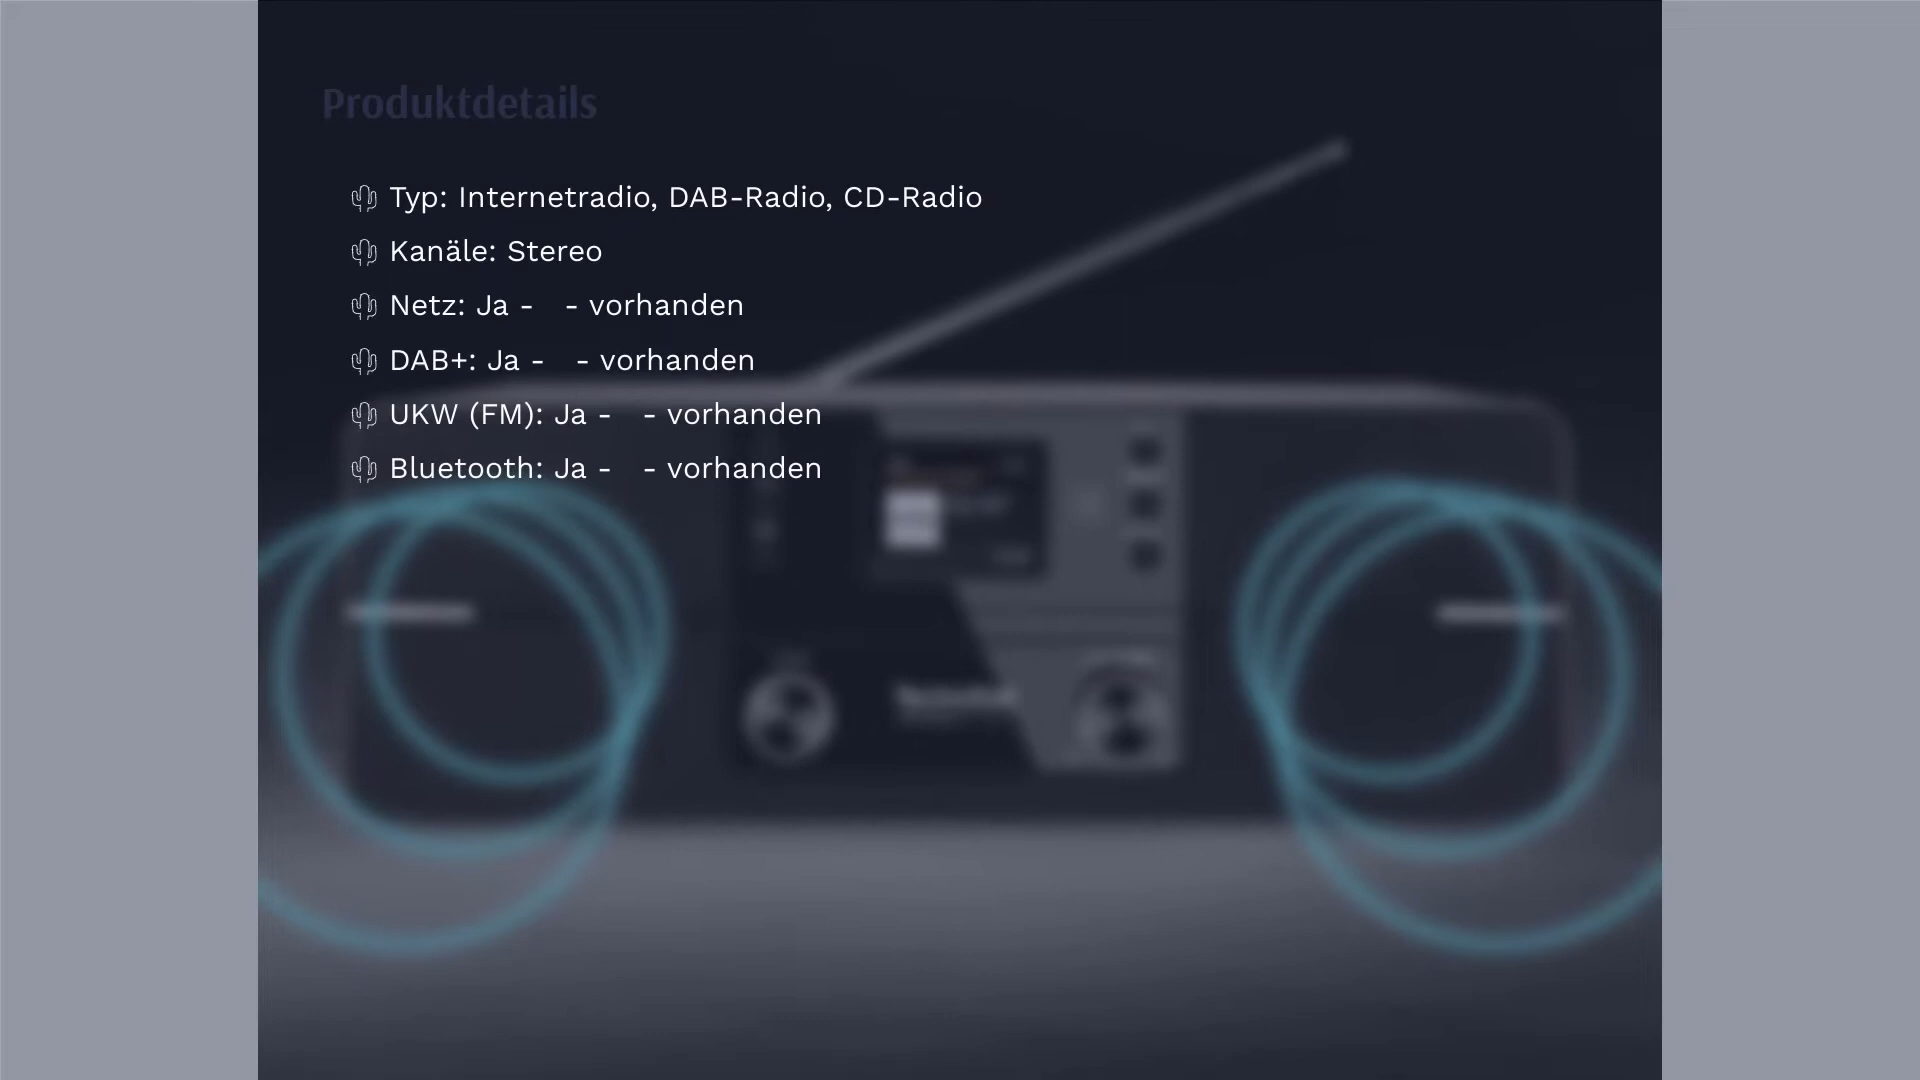 Produktdetails
Typ: Internetradio, DAB-Radio, CD-Radio
Kanäle: Stereo
Netz: Ja -   - vorhanden
DAB+: Ja -   - vorhanden
UKW (FM): Ja -   - vorhanden
Bluetooth: Ja -   - vorhanden